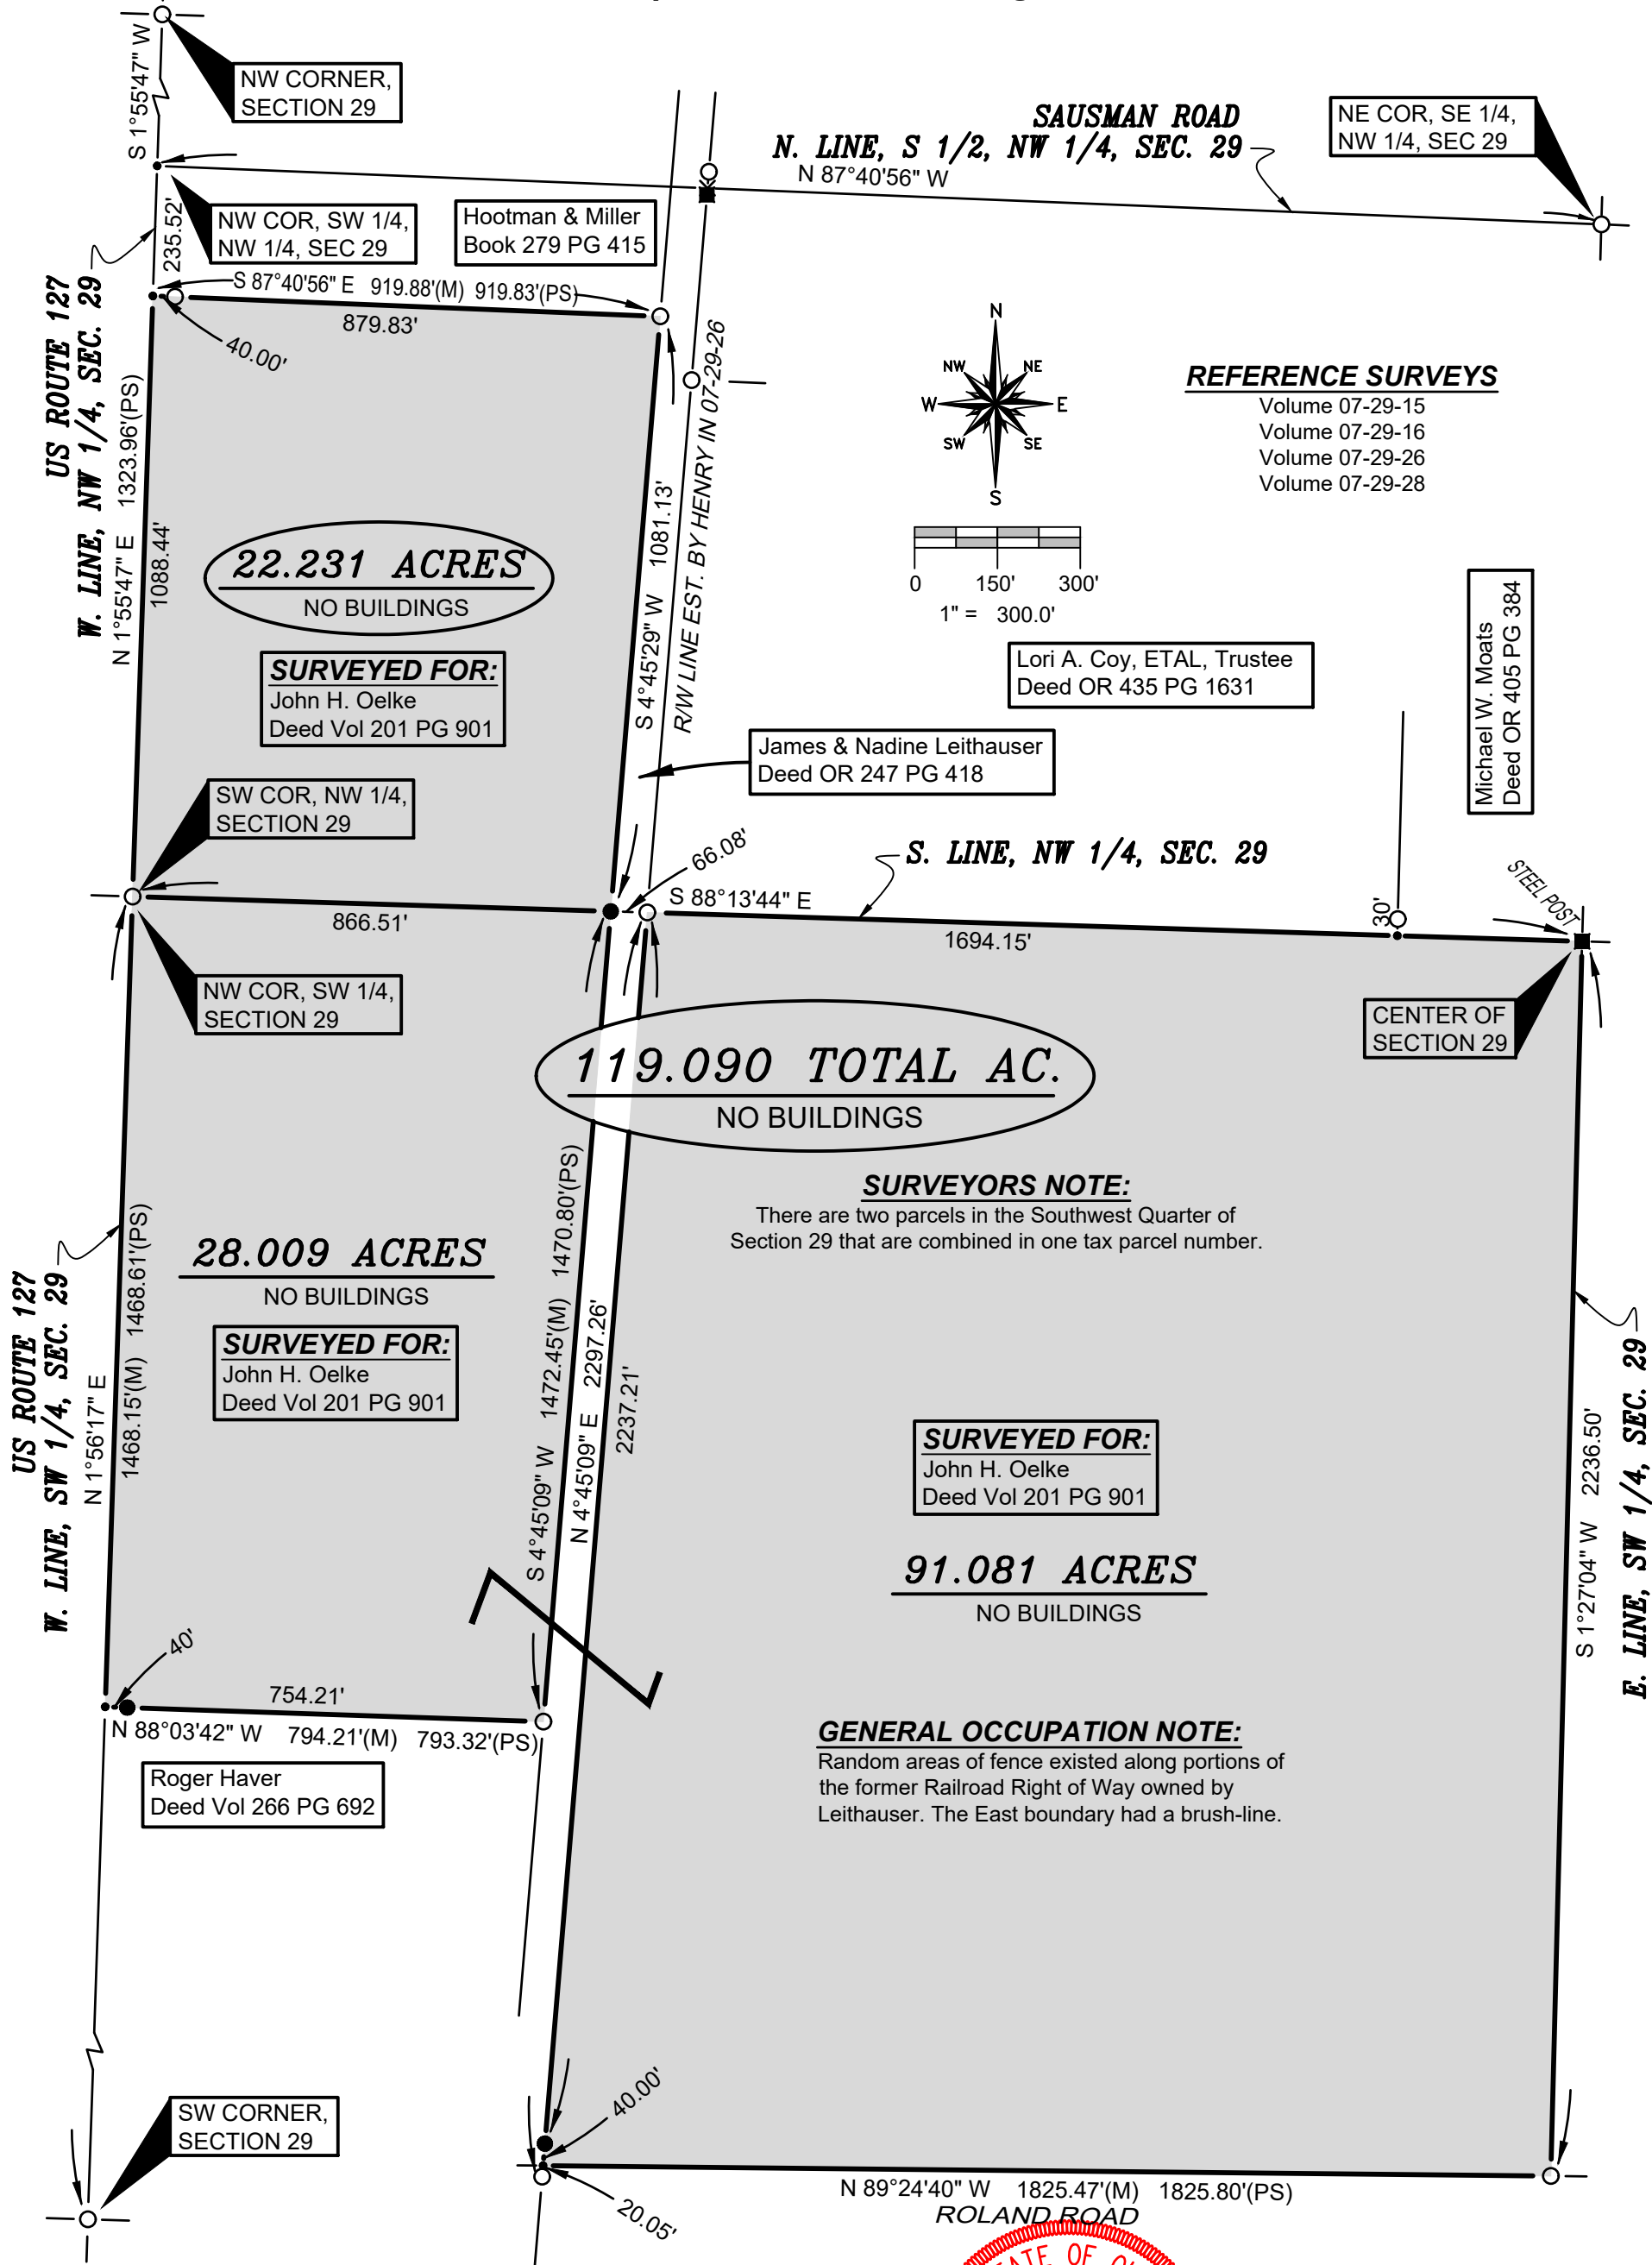 S 1°55'47" W
NW CORNER,
SECTION 29
SAUSMAN ROAD
N. LINE, S 1/2, NW 1/4, SEC. 29
N 87°40'56" W
NE COR, SE 1/4,
NW 1/4, SEC 29
235.52'
NW COR, SW 1/4,
NW 1/4, SEC 29
Hootman & Miller
Book 279 PG 415
S 87°40'56" E 919.88'(M) 919.83'(PS)
879.83'
40.00'
US ROUTE 127
W. LINE, NW 1/4, SEC. 29
N 1°55'47" E 1323.96'(PS)
1088.44'
N
NW
NE
W
E
SW
SE
S
REFERENCE SURVEYS
Volume 07-29-15
Volume 07-29-16
Volume 07-29-26
Volume 07-29-28
0 150' 300'
1" = 300.0'
S 4°45'29" W 1081.13'
R/W LINE EST. BY HENRY IN 07-29-26
22.231 ACRES
NO BUILDINGS
SURVEYED FOR:
John H. Oelke
Deed Vol 201 PG 901
Lori A. Coy, ETAL, Trustee
Deed OR 435 PG 1631
Michael W. Moats
Deed OR 405 PG 384
James & Nadine Leithauser
Deed OR 247 PG 418
SW COR, NW 1/4,
SECTION 29
66.08'
S. LINE, NW 1/4, SEC. 29
S 88°13'44" E
866.51'
1694.15'
30'
STEEL POST
NW COR, SW 1/4,
SECTION 29
CENTER OF
SECTION 29
119.090 TOTAL AC.
NO BUILDINGS
SURVEYORS NOTE:
There are two parcels in the Southwest Quarter of
Section 29 that are combined in one tax parcel number.
US ROUTE 127
W. LINE, SW 1/4, SEC. 29
N 1°56'17" E
1468.15'(M) 1468.61'(PS)
28.009 ACRES
NO BUILDINGS
SURVEYED FOR:
John H. Oelke
Deed Vol 201 PG 901
S 4°45'09" W 1472.45'(M) 1470.80'(PS)
N 4°45'09" E 2297.26'
2237.21'
SURVEYED FOR:
John H. Oelke
Deed Vol 201 PG 901
91.081 ACRES
NO BUILDINGS
S 1°27'04" W 2236.50'
E. LINE, SW 1/4, SEC. 29
40'
754.21'
N 88°03'42" W 794.21'(M) 793.32'(PS)
Roger Haver
Deed Vol 266 PG 692
GENERAL OCCUPATION NOTE:
Random areas of fence existed along portions of
the former Railroad Right of Way owned by
Leithauser. The East boundary had a brush-line.
SW CORNER,
SECTION 29
40.00'
20.05'
N 89°24'40" W 1825.47'(M) 1825.80'(PS)
ROLAND ROAD
OF